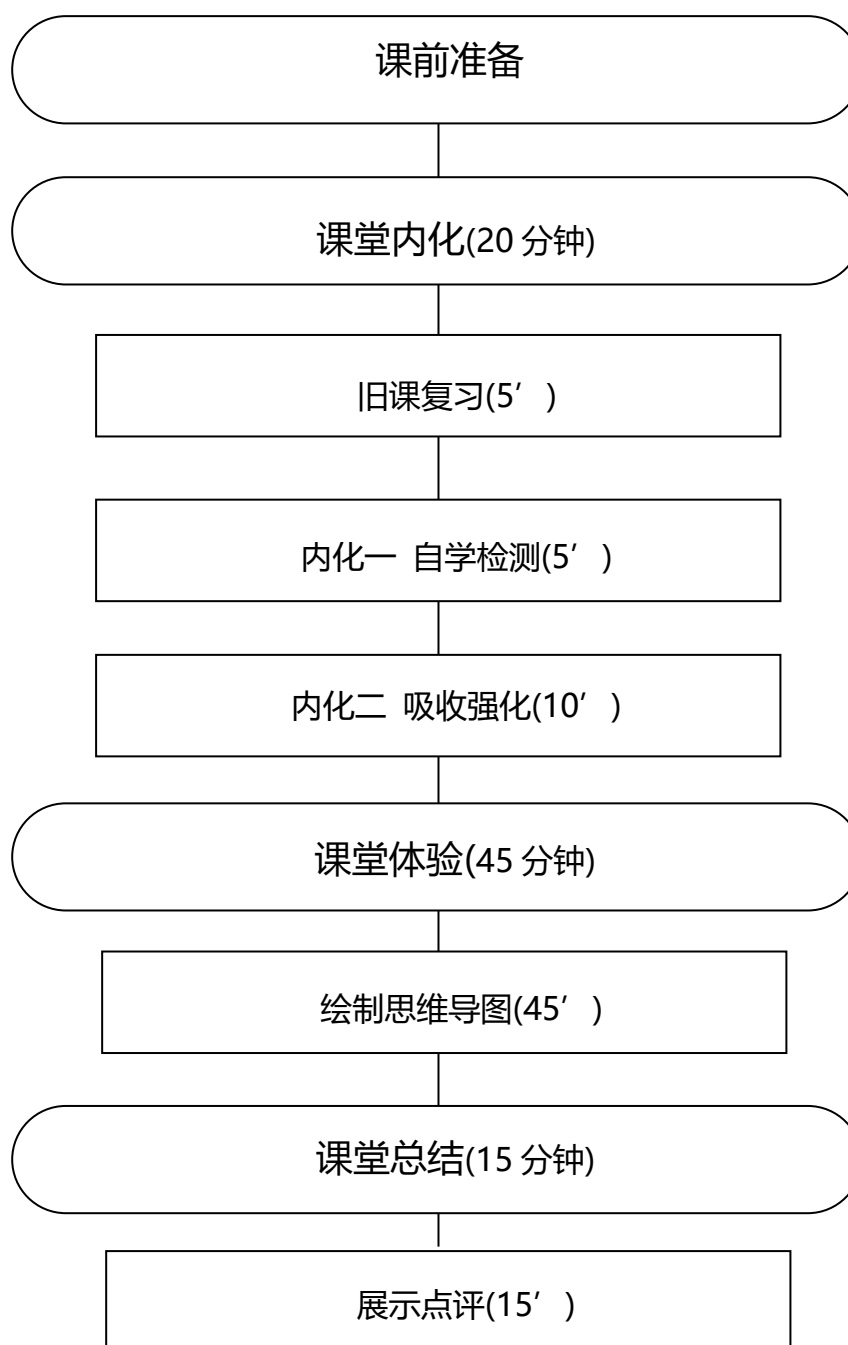 课前准备
课堂内化(20 分钟)
旧课复习(5′)
内化一 自学检测(5′)
内化二 吸收强化(10′)
课堂体验(45 分钟)
绘制思维导图(45′)
课堂总结(15 分钟)
展示点评(15′)